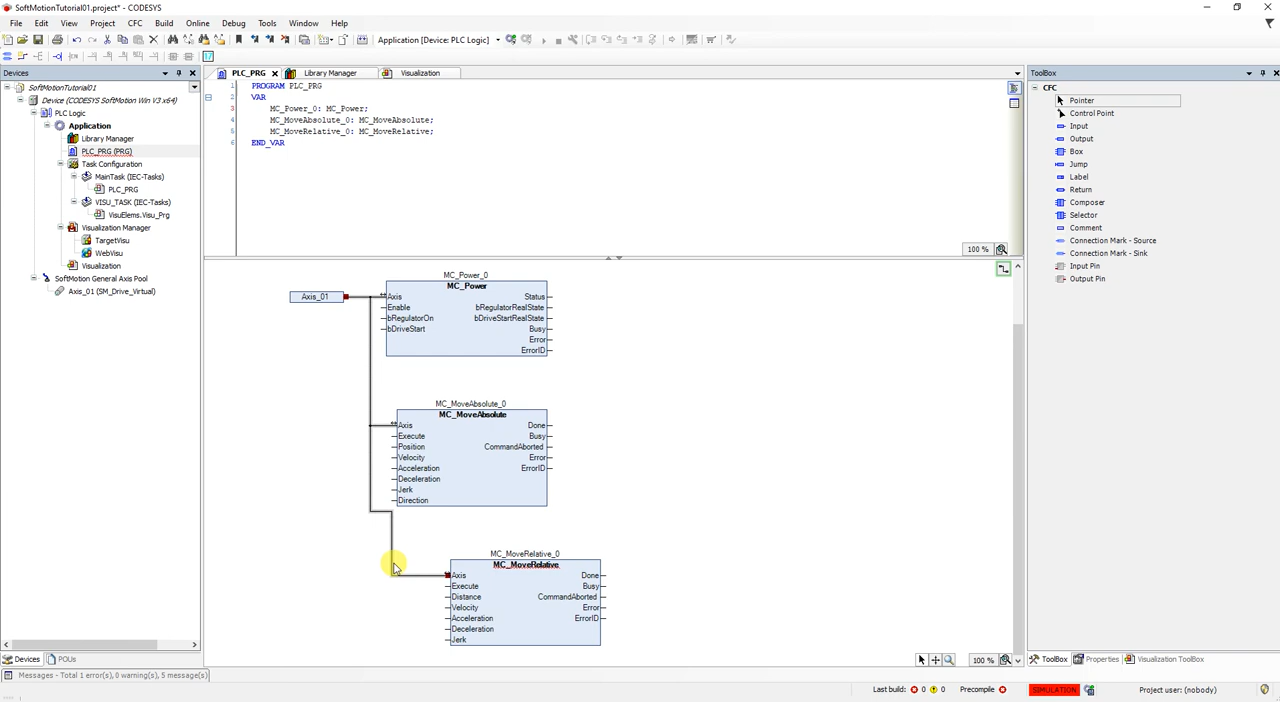 SoftMotionTutorial01.project* - CODESYS
File Edit View Project CFC Build Online Debug Tools Window Help
Application [Device: PLC Logic]
Devices
SoftMotionTutorial01
Device (CODESYS SoftMotion Win V3 x64)
PLC Logic
Application
Library Manager
PLC_PRG (PRG)
Task Configuration
MainTask (IEC-Tasks)
PLC_PRG
VISU_TASK (IEC-Tasks)
VisuElems.Visu_Prg
Visualization Manager
TargetVisu
WebVisu
Visualization
SoftMotion General Axis Pool
Axis_01 (SM_Drive_Virtual)
Devices POUs
PLC_PRG Library Manager Visualization
1 PROGRAM PLC_PRG
2 VAR
3 MC_Power_0: MC_Power;
4 MC_MoveAbsolute_0: MC_MoveAbsolute;
5 MC_MoveRelative_0: MC_MoveRelative;
6 END_VAR
100 %
Axis_01
MC_Power_0
MC_Power
Axis Status
Enable bRegulatorRealState
bRegulatorOn bDriveStartRealState
bDriveStart Busy
Error
ErrorID
MC_MoveAbsolute_0
MC_MoveAbsolute
Axis Done
Execute Busy
Position CommandAborted
Velocity Error
Acceleration ErrorID
Deceleration
Jerk
Direction
MC_MoveRelative_0
MC_MoveRelative
Axis Done
Execute Busy
Distance CommandAborted
Velocity Error
Acceleration ErrorID
Deceleration
Jerk
100 %
ToolBox
CFC
Pointer
Control Point
Input
Output
Box
Jump
Label
Return
Composer
Selector
Comment
Connection Mark - Source
Connection Mark - Sink
Input Pin
Output Pin
ToolBox Properties Visualization ToolBox
Messages - Total 1 error(s), 0 warning(s), 5 message(s)
Last build: 0 0 Precompile SIMULATION Project user: (nobody)